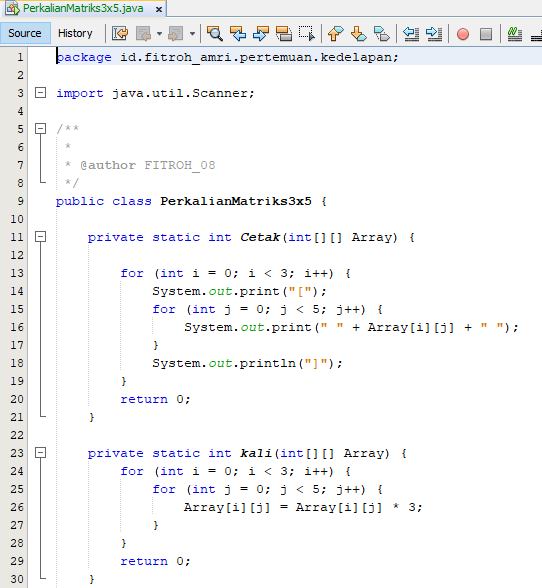 PerkalianMatriks3x5.java x
Source History
1 package id.fitroh_amri.pertemuan.kedelapan;
2
3 import java.util.Scanner;
4
5 /**
6 *
7 * @author FITROH_08
8 */
9 public class PerkalianMatriks3x5 {
10
11 private static int Cetak(int[][] Array) {
12
13 for (int i = 0; i < 3; i++) {
14 System.out.print("[");
15 for (int j = 0; j < 5; j++) {
16 System.out.print(" " + Array[i][j] + " ");
17 }
18 System.out.println("]");
19 }
20 return 0;
21 }
22
23 private static int kali(int[][] Array) {
24 for (int i = 0; i < 3; i++) {
25 for (int j = 0; j < 5; j++) {
26 Array[i][j] = Array[i][j] * 3;
27 }
28 }
29 return 0;
30 }